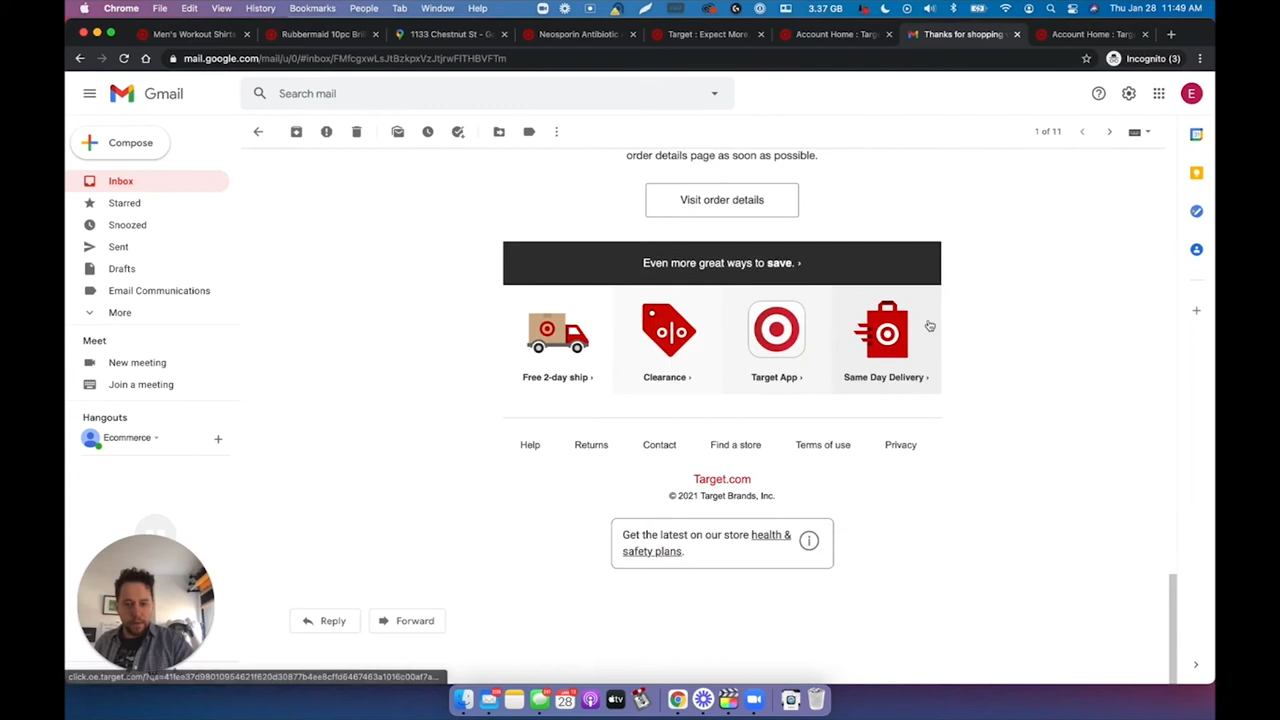 Chrome File Edit View History Bookmarks People Tab Window Help 3.37 GB Thu Jan 28 11:49 AM
Men's Workout Shirts Rubbermaid 10pc Bril 1133 Chestnut St - Go Neosporin Antibiotic Target : Expect More. Account Home : Targe Thanks for shopping Account Home : Targe
mail.google.com/mail/u/0/#inbox/FMfcgxwLsJtBzkpxVzJtjrwFITHBVFTm Incognito (3)
Gmail Search mail E
Compose 1 of 11
order details page as soon as possible.
Inbox
Starred
Snoozed
Sent
Drafts
Email Communications
More
Meet
New meeting
Join a meeting
Hangouts
Ecommerce
Visit order details
Even more great ways to save. ›
Free 2-day ship › Clearance › Target App › Same Day Delivery ›
Help Returns Contact Find a store Terms of use Privacy
Target.com
© 2021 Target Brands, Inc.
Get the latest on our store health &
safety plans.
Reply Forward
28